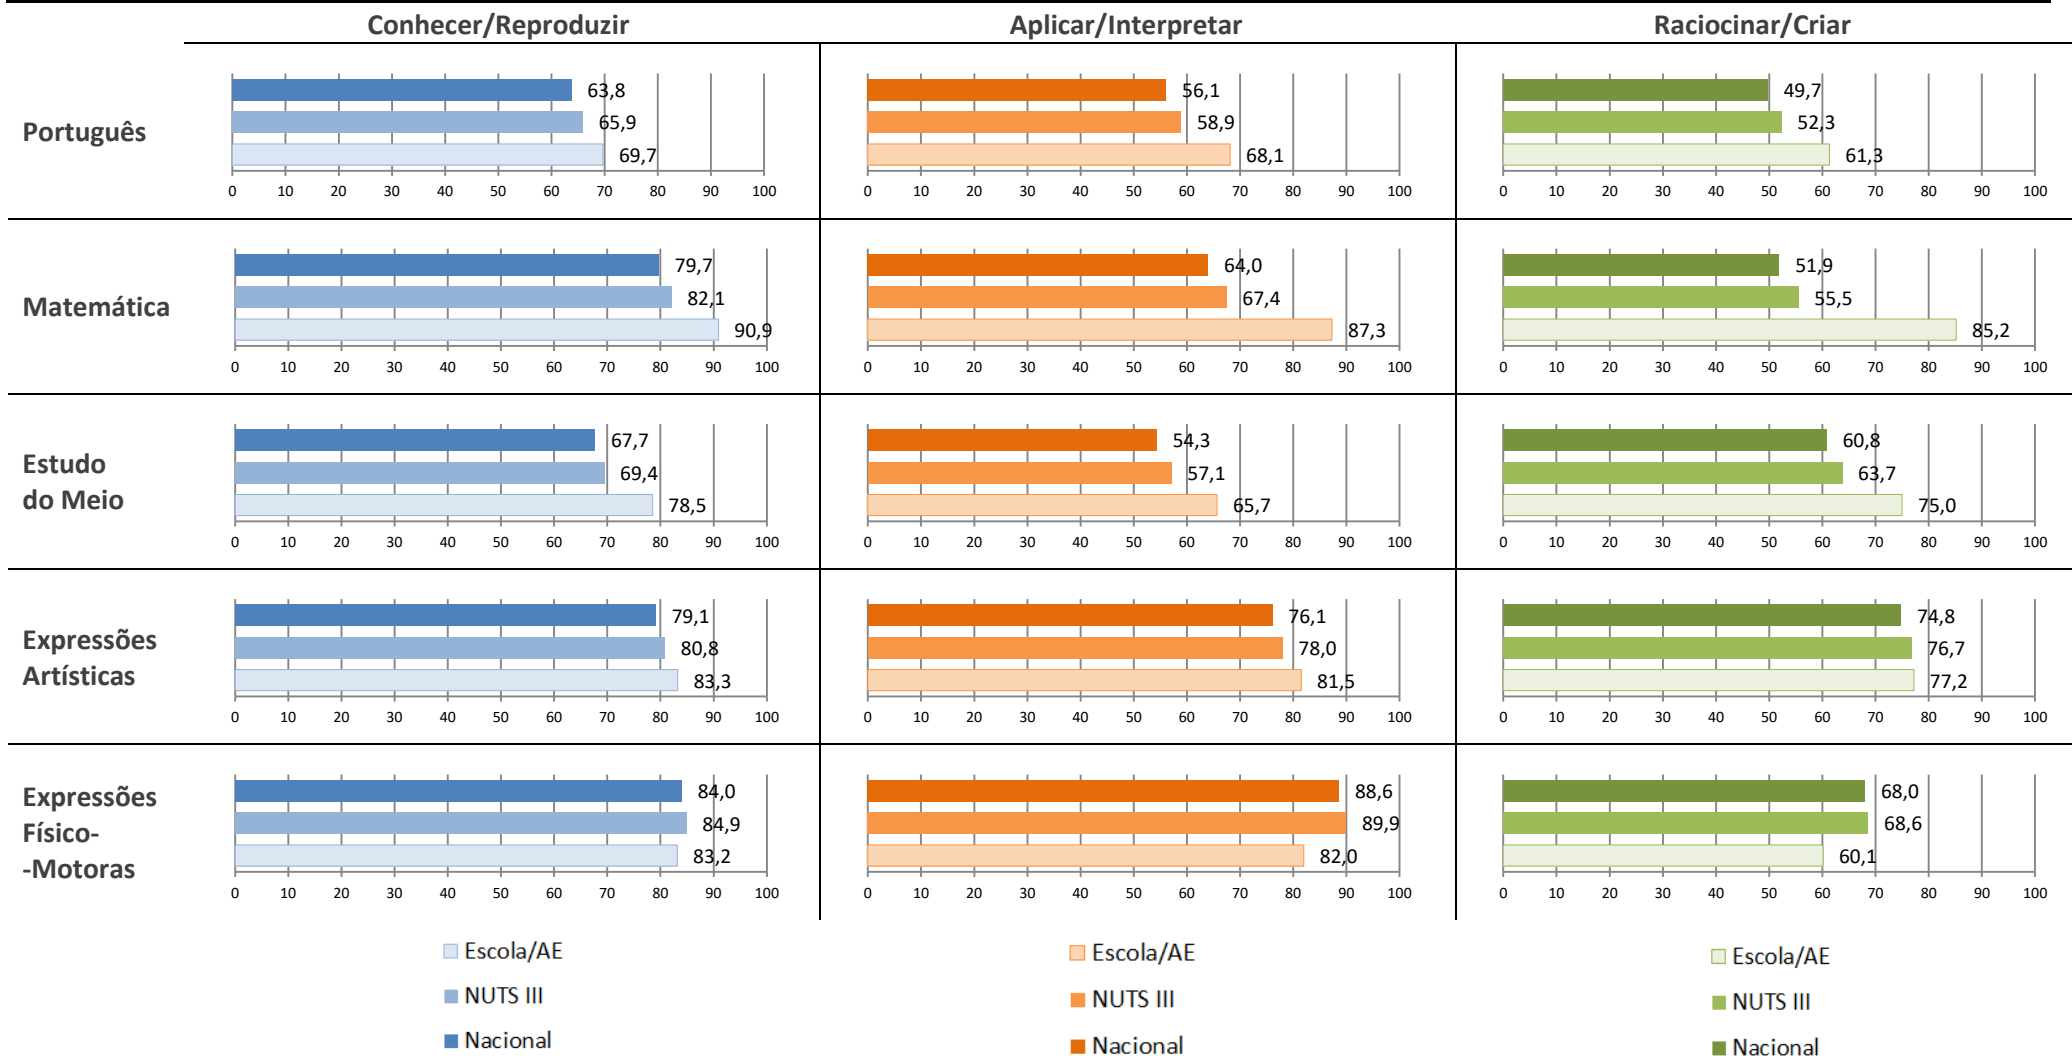 Conhecer/Reproduzir Aplicar/Interpretar Raciocinar/Criar
Português
63,8
65,9
69,7
0 10 20 30 40 50 60 70 80 90 100
56,1
58,9
68,1
0 10 20 30 40 50 60 70 80 90 100
49,7
52,3
61,3
0 10 20 30 40 50 60 70 80 90 100
Matemática
79,7
82,1
90,9
0 10 20 30 40 50 60 70 80 90 100
64,0
67,4
87,3
0 10 20 30 40 50 60 70 80 90 100
51,9
55,5
85,2
0 10 20 30 40 50 60 70 80 90 100
Estudo
do Meio
67,7
69,4
78,5
0 10 20 30 40 50 60 70 80 90 100
54,3
57,1
65,7
0 10 20 30 40 50 60 70 80 90 100
60,8
63,7
75,0
0 10 20 30 40 50 60 70 80 90 100
Expressões
Artísticas
79,1
80,8
83,3
0 10 20 30 40 50 60 70 80 90 100
76,1
78,0
81,5
0 10 20 30 40 50 60 70 80 90 100
74,8
76,7
77,2
0 10 20 30 40 50 60 70 80 90 100
Expressões
Físico-
-Motoras
84,0
84,9
83,2
0 10 20 30 40 50 60 70 80 90 100
88,6
89,9
82,0
0 10 20 30 40 50 60 70 80 90 100
68,0
68,6
60,1
0 10 20 30 40 50 60 70 80 90 100
Escola/AE
NUTS III
Nacional
Escola/AE
NUTS III
Nacional
Escola/AE
NUTS III
Nacional